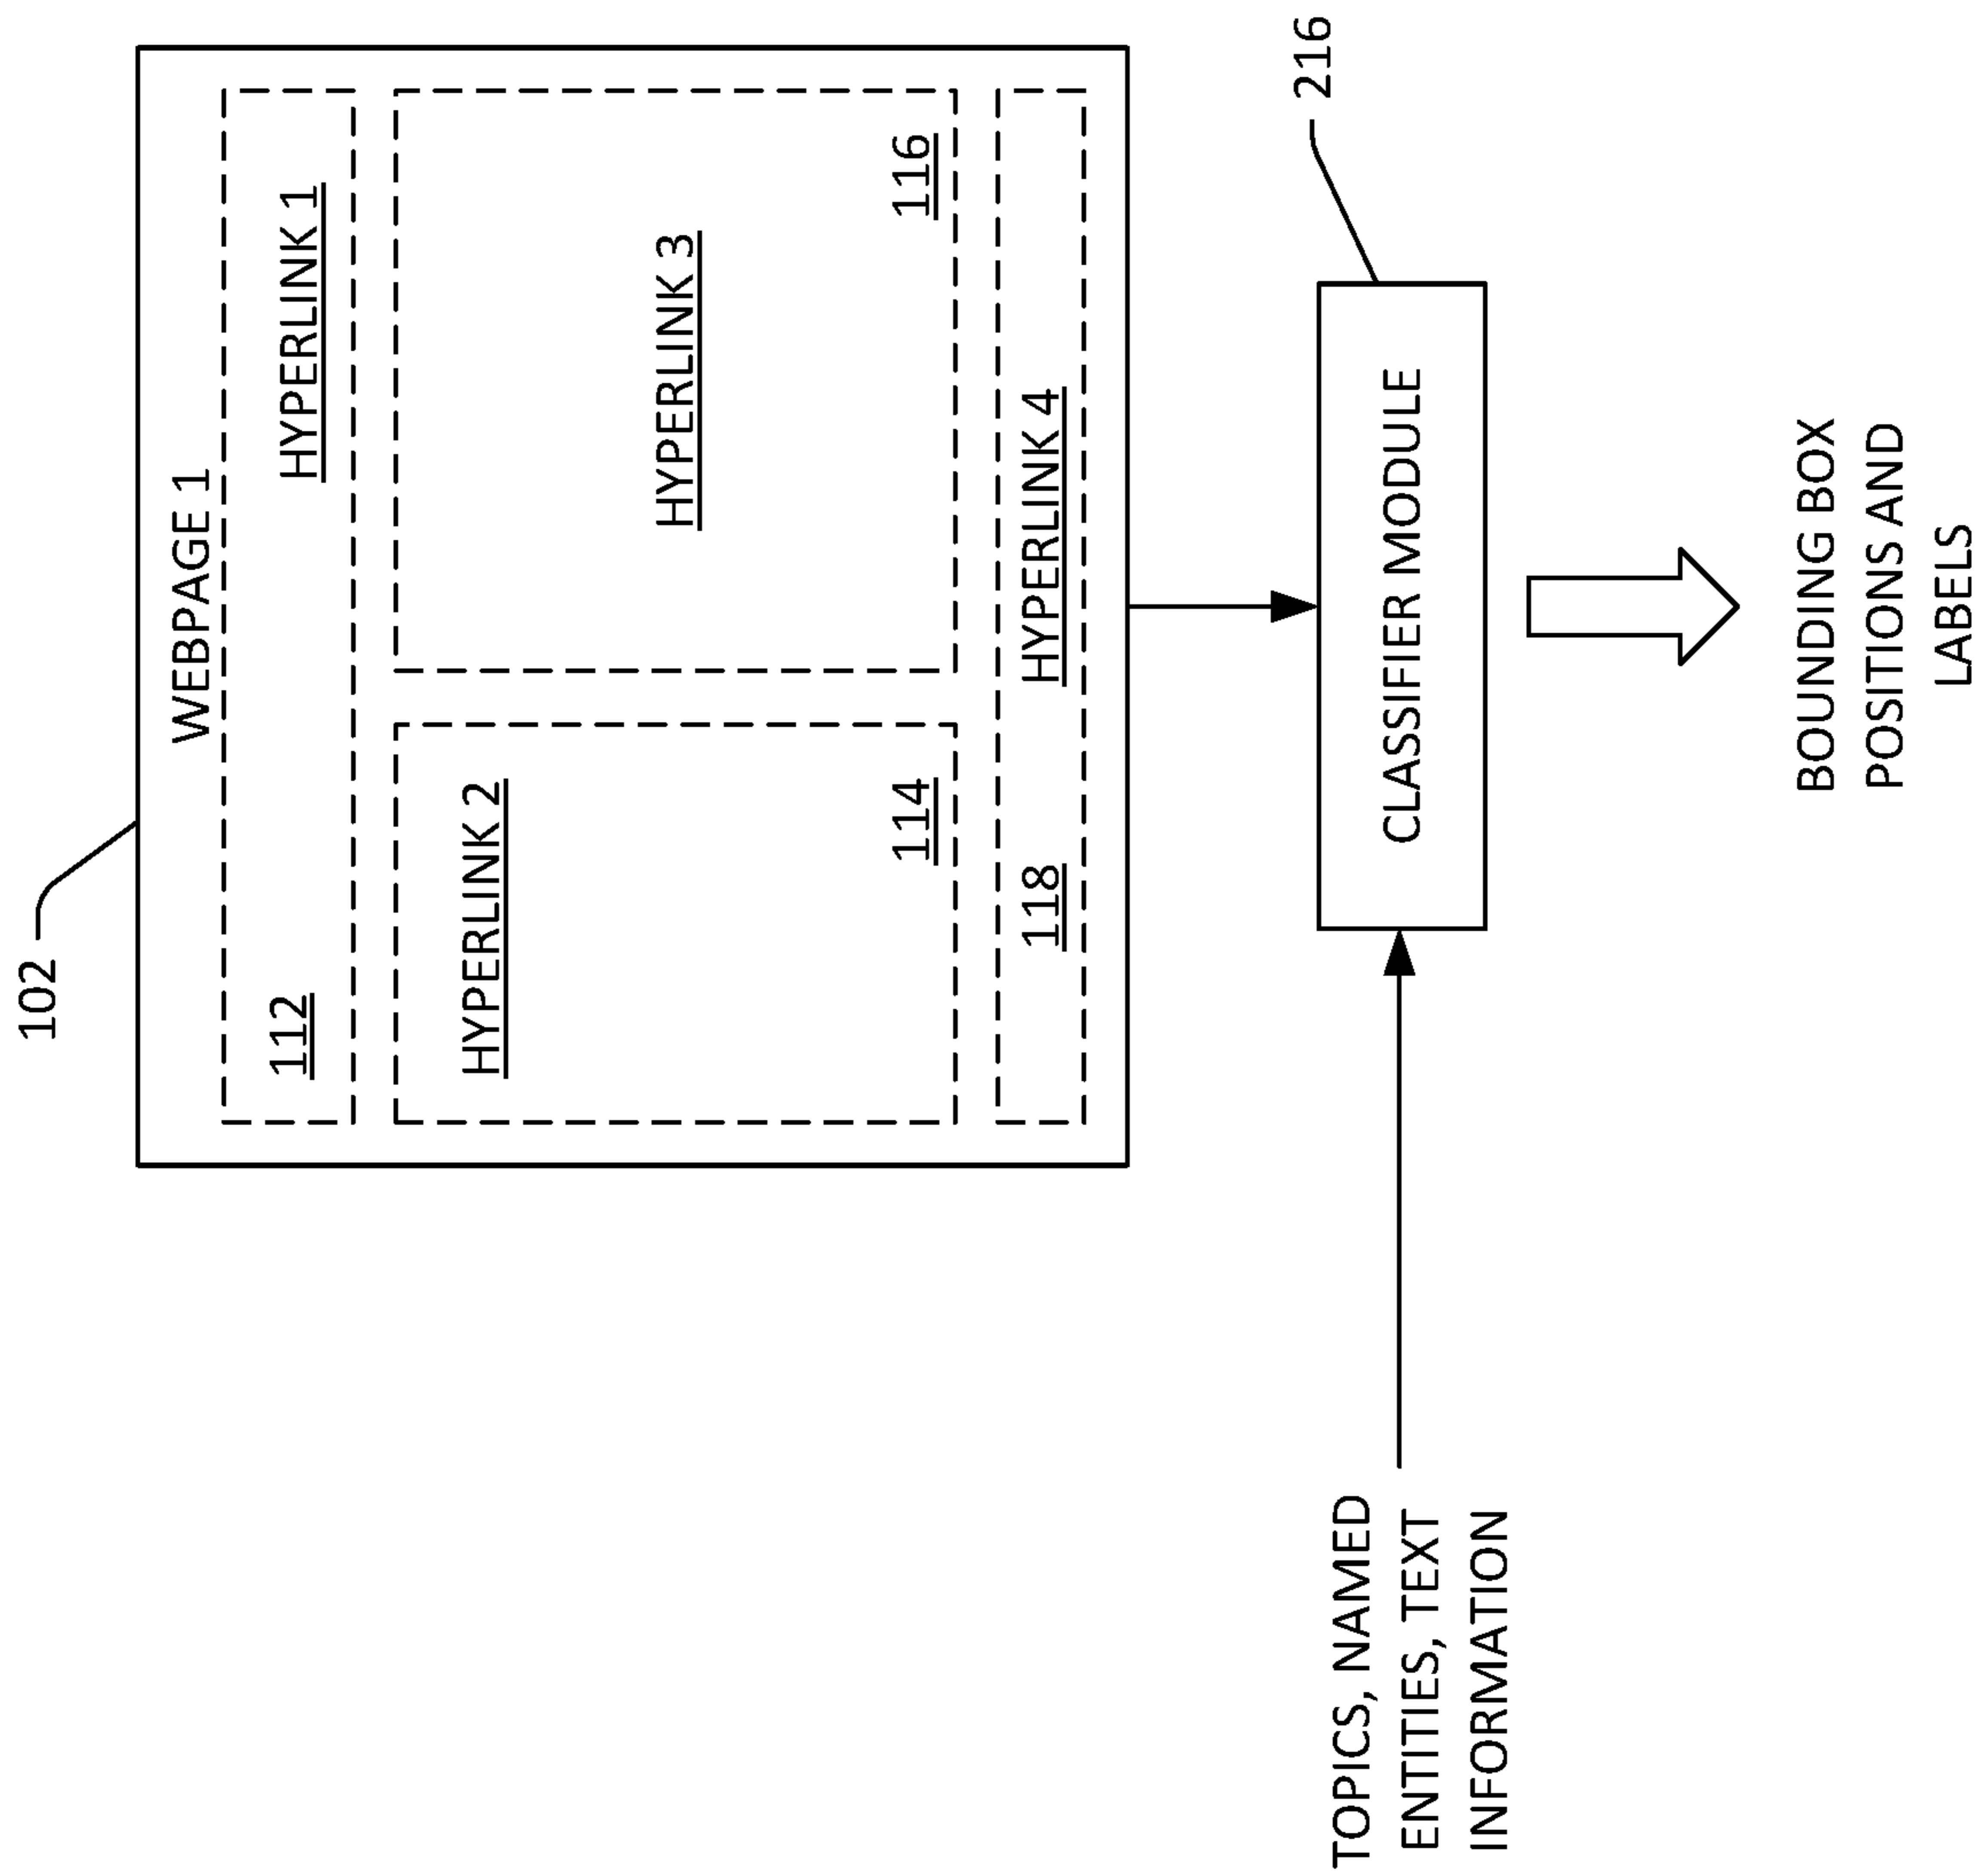 102
WEBPAGE 1
112
HYPERLINK 1
HYPERLINK 2
114
HYPERLINK 3
116
118
HYPERLINK 4
216
CLASSIFIER MODULE
TOPICS, NAMED
ENTITIES, TEXT
INFORMATION
BOUNDING BOX
POSITIONS AND
LABELS